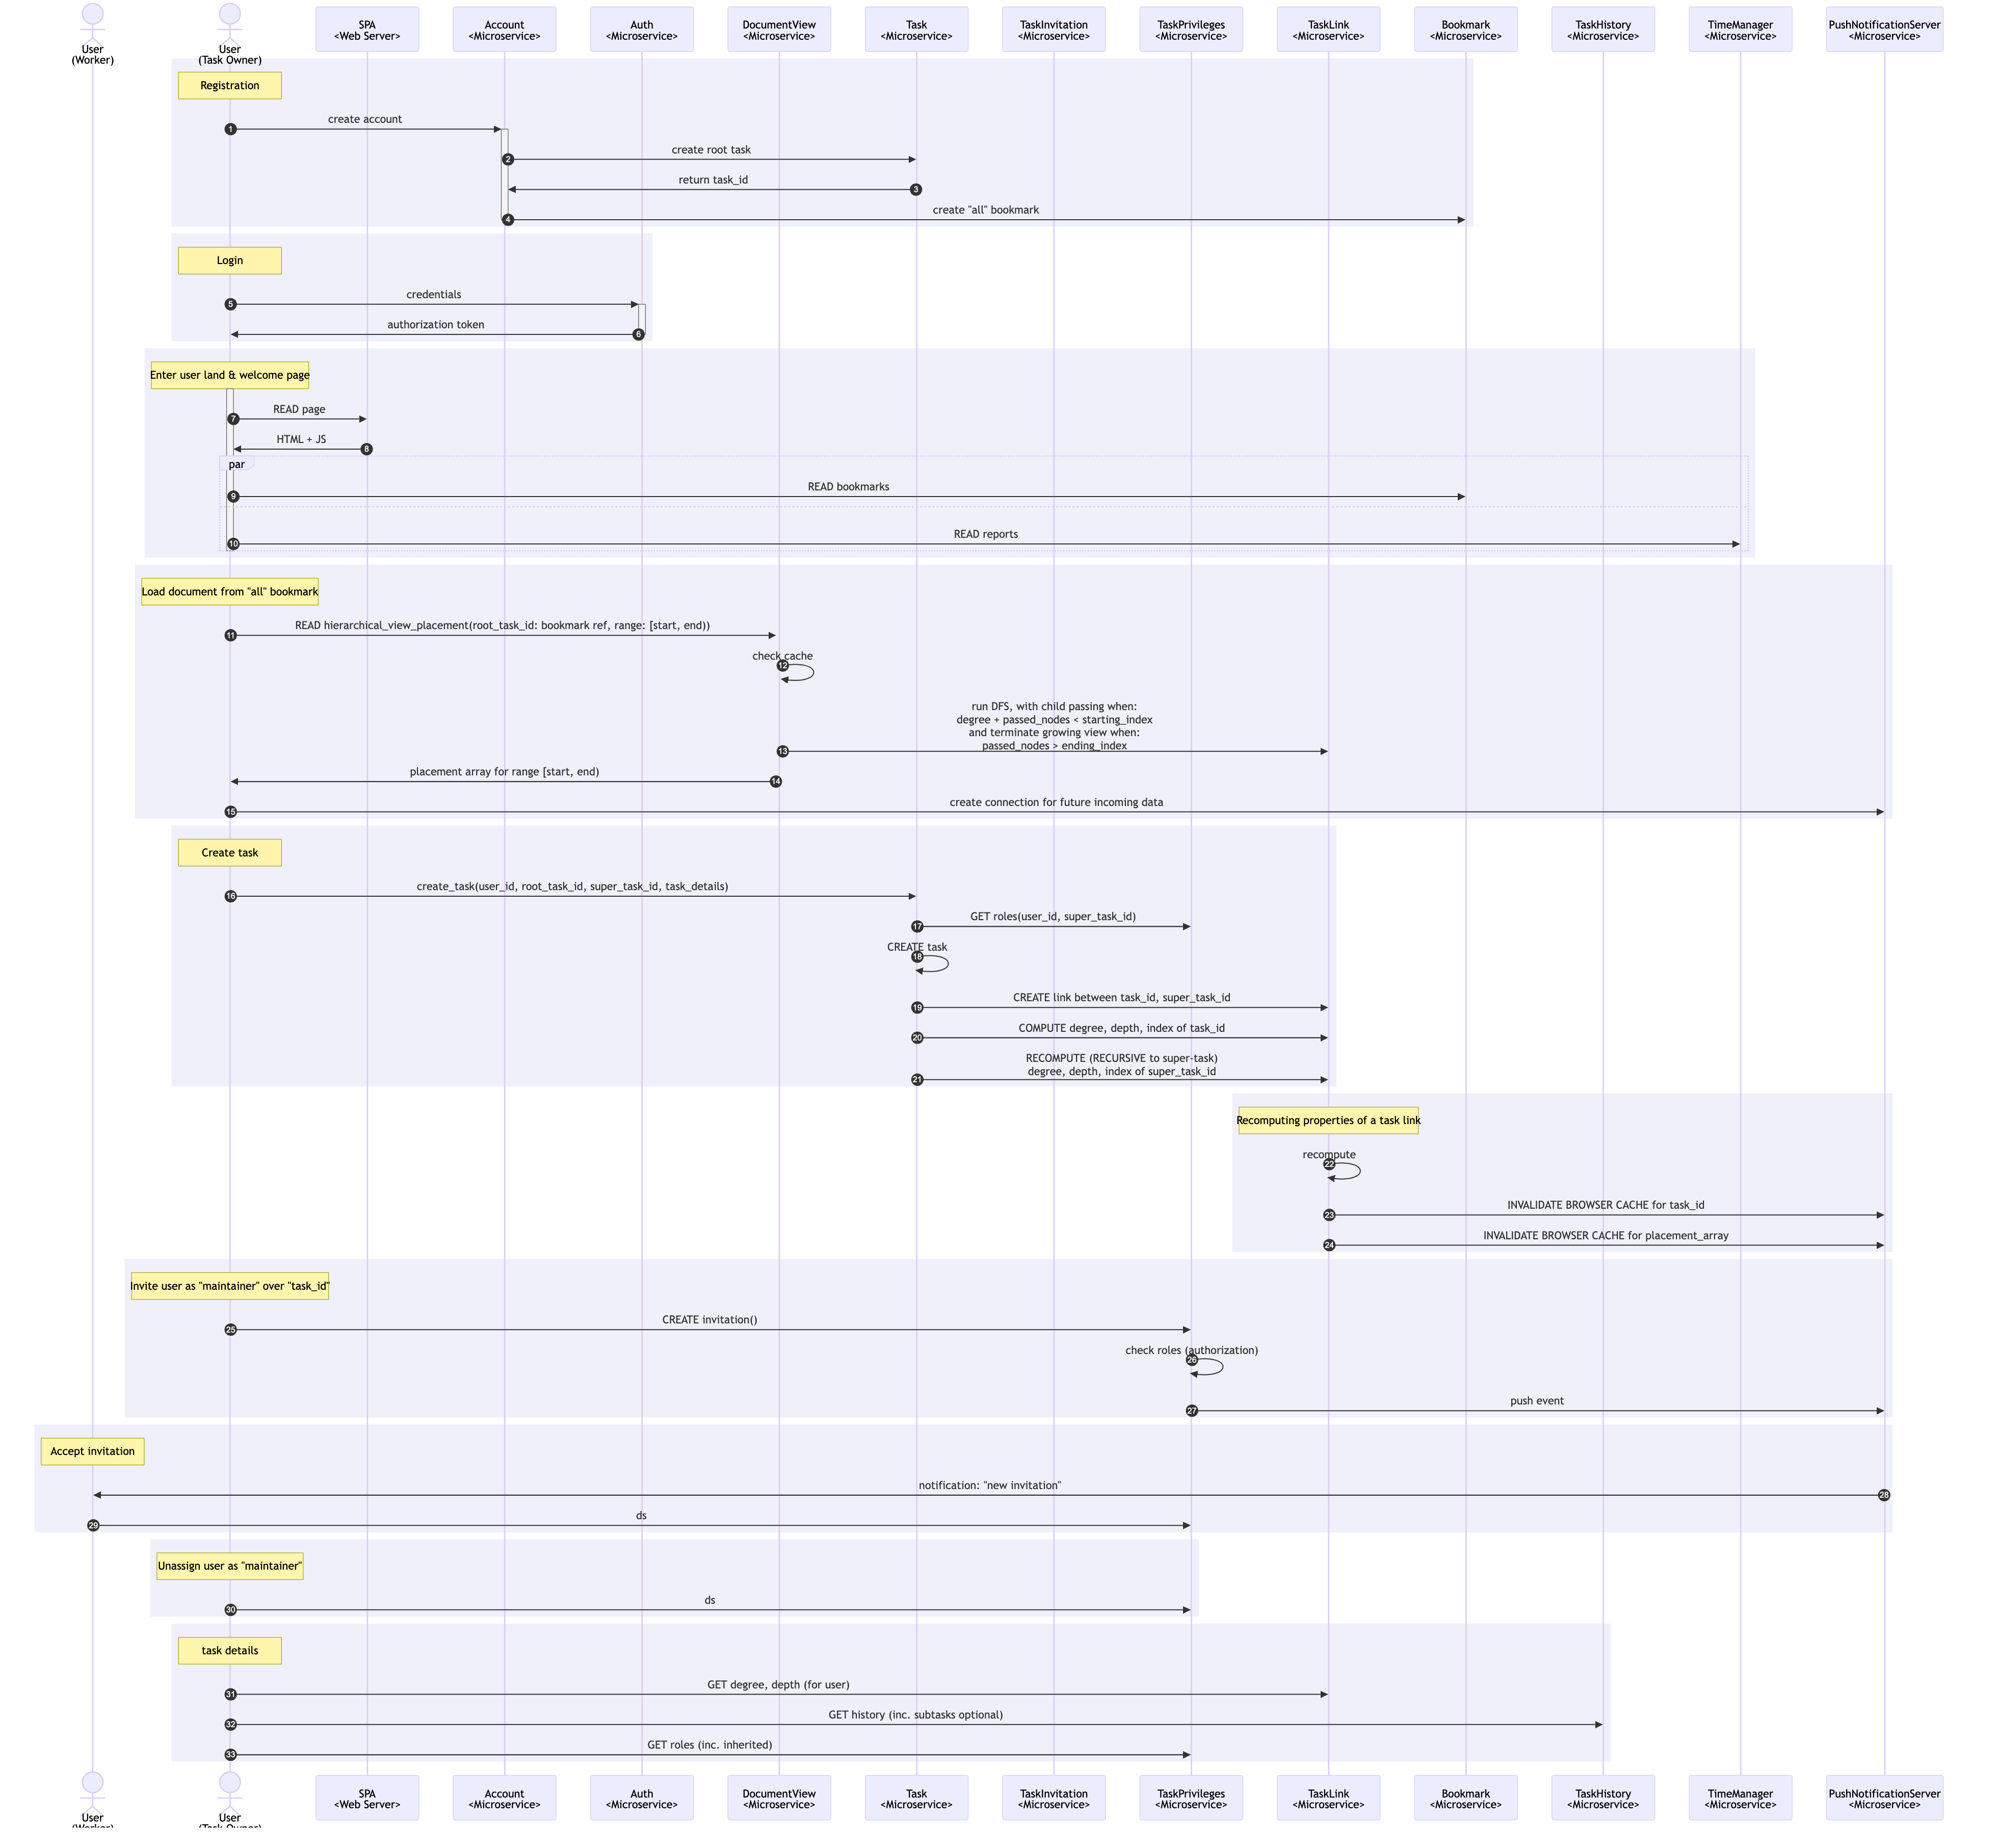 User
(Worker)
User
(Task Owner)
SPA
<Web Server>
Account
<Microservice>
Auth
<Microservice>
DocumentView
<Microservice>
Task
<Microservice>
TaskInvitation
<Microservice>
TaskPrivileges
<Microservice>
TaskLink
<Microservice>
Bookmark
<Microservice>
TaskHistory
<Microservice>
TimeManager
<Microservice>
PushNotificationServer
<Microservice>
Registration
1
create account
2
create root task
return task_id
3
4
create "all" bookmark
Login
5
credentials
authorization token
6
Enter user land & welcome page
7
READ page
HTML + JS
8
par
9
READ bookmarks
10
READ reports
Load document from "all" bookmark
11
READ hierarchical_view_placement(root_task_id: bookmark ref, range: [start, end))
check cache
12
run DFS, with child passing when:
degree + passed_nodes < starting_index
and terminate growing view when:
passed_nodes > ending_index
13
placement array for range [start, end)
14
15
create connection for future incoming data
Create task
16
create_task(user_id, root_task_id, super_task_id, task_details)
17
GET roles(user_id, super_task_id)
CREATE task
18
19
CREATE link between task_id, super_task_id
20
COMPUTE degree, depth, index of task_id
RECOMPUTE (RECURSIVE to super-task)
degree, depth, index of super_task_id
21
Recomputing properties of a task link
recompute
22
23
INVALIDATE BROWSER CACHE for task_id
24
INVALIDATE BROWSER CACHE for placement_array
Invite user as "maintainer" over "task_id"
25
CREATE invitation()
check roles (authorization)
26
27
push event
Accept invitation
notification: "new invitation"
28
29
ds
Unassign user as "maintainer"
30
ds
task details
31
GET degree, depth (for user)
32
GET history (inc. subtasks optional)
33
GET roles (inc. inherited)
User
(Worker)
User
(Task Owner)
SPA
<Web Server>
Account
<Microservice>
Auth
<Microservice>
DocumentView
<Microservice>
Task
<Microservice>
TaskInvitation
<Microservice>
TaskPrivileges
<Microservice>
TaskLink
<Microservice>
Bookmark
<Microservice>
TaskHistory
<Microservice>
TimeManager
<Microservice>
PushNotificationServer
<Microservice>